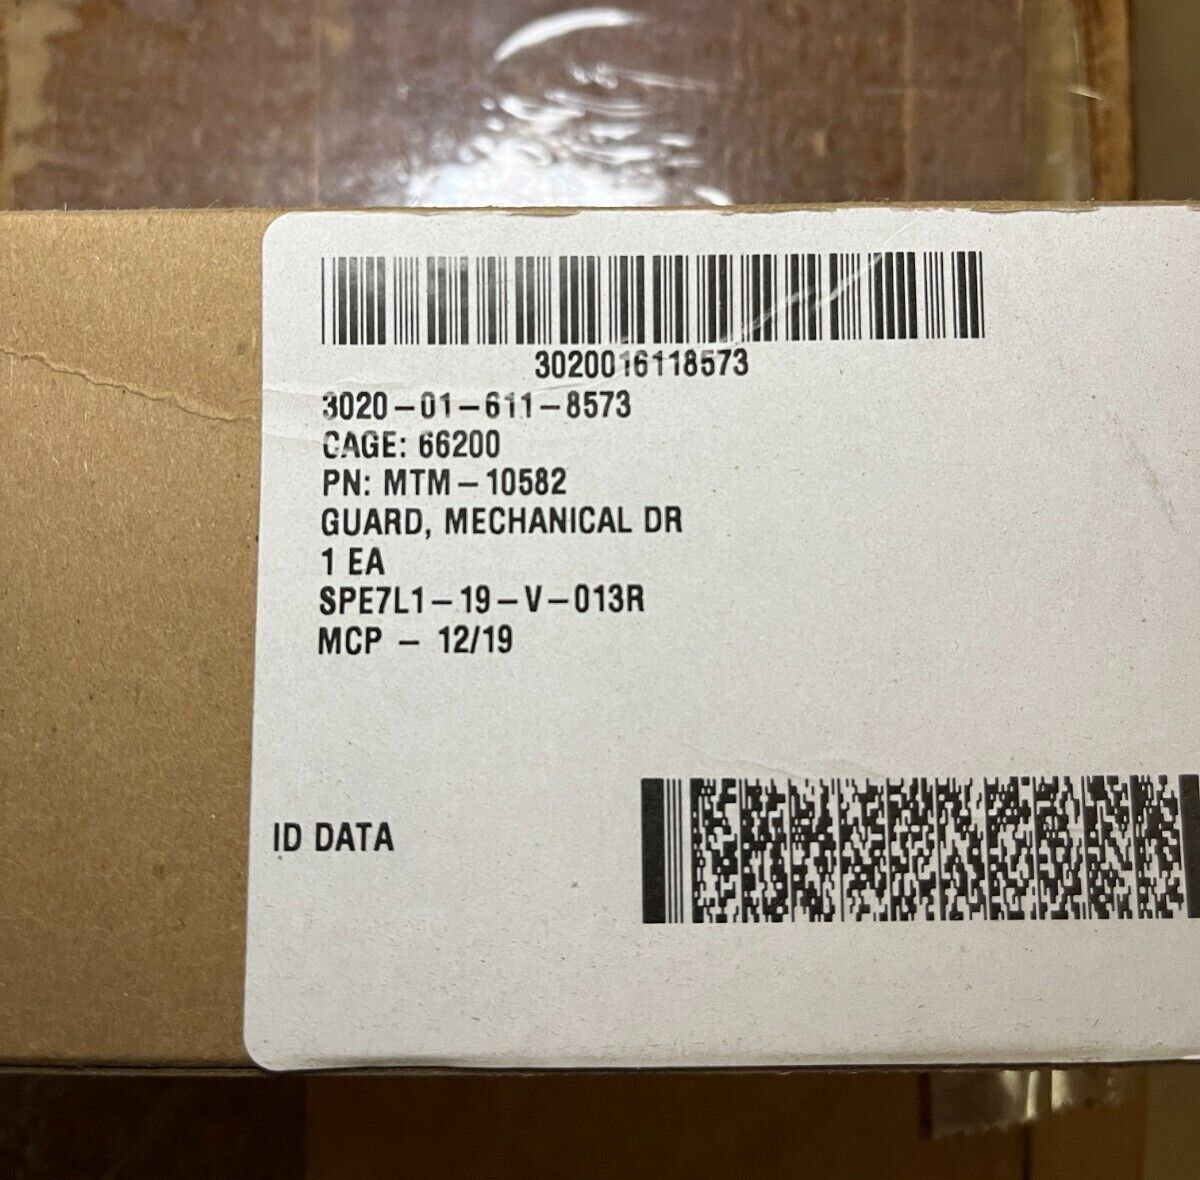 3020016118573
3020-01-611-8573
CAGE: 66200
PN: MTM-10582
GUARD, MECHANICAL DR
1 EA
SPE7L1-19-V-013R
MCP - 12/19
ID DATA